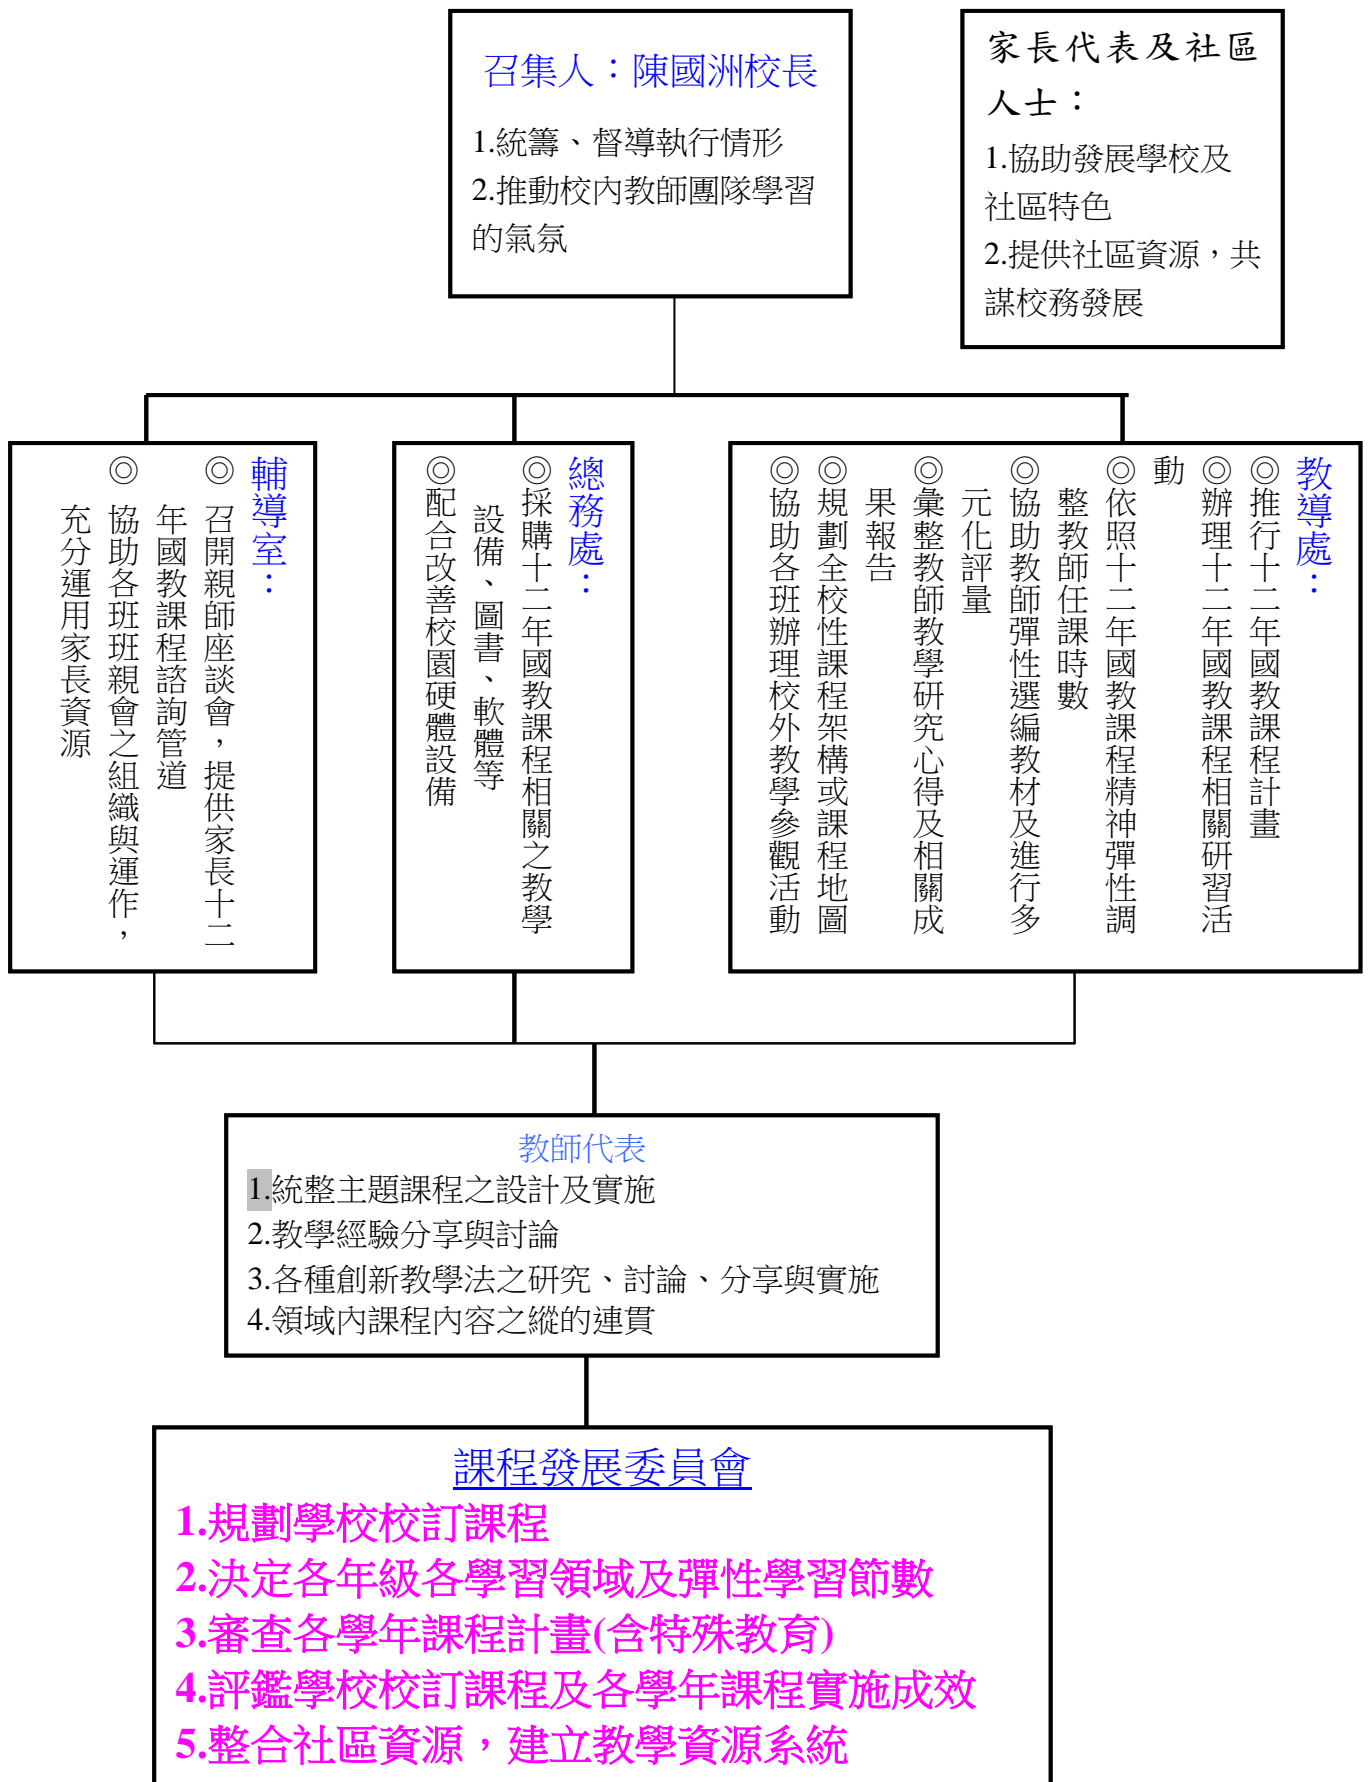 召集人：陳國洲校長
1.統籌、督導執行情形
2.推動校內教師團隊學習
的氣氛
家長代表及社區
人士：
1.協助發展學校及
社區特色
2.提供社區資源，共
謀校務發展
教導處：
◎推行十二年國教課程計畫
◎辦理十二年國教課程相關研習活
動
◎依照十二年國教課程精神彈性調
整教師任課時數
◎協助教師彈性選編教材及進行多
元化評量
◎彙整教師教學研究心得及相關成
果報告
◎規劃全校性課程架構或課程地圖
◎協助各班辦理校外教學參觀活動
總務處：
◎採購十二年國教課程相關之教學
設備、圖書、軟體等
◎配合改善校園硬體設備
輔導室：
◎ 召開親師座談會，提供家長十二
年國教課程諮詢管道
◎ 協助各班班親會之組織與運作，
充分運用家長資源
教師代表
1.統整主題課程之設計及實施
2.教學經驗分享與討論
3.各種創新教學法之研究、討論、分享與實施
4.領域內課程內容之縱的連貫
課程發展委員會
1.規劃學校校訂課程
2.決定各年級各學習領域及彈性學習節數
3.審查各學年課程計畫(含特殊教育)
4.評鑑學校校訂課程及各學年課程實施成效
5.整合社區資源，建立教學資源系統